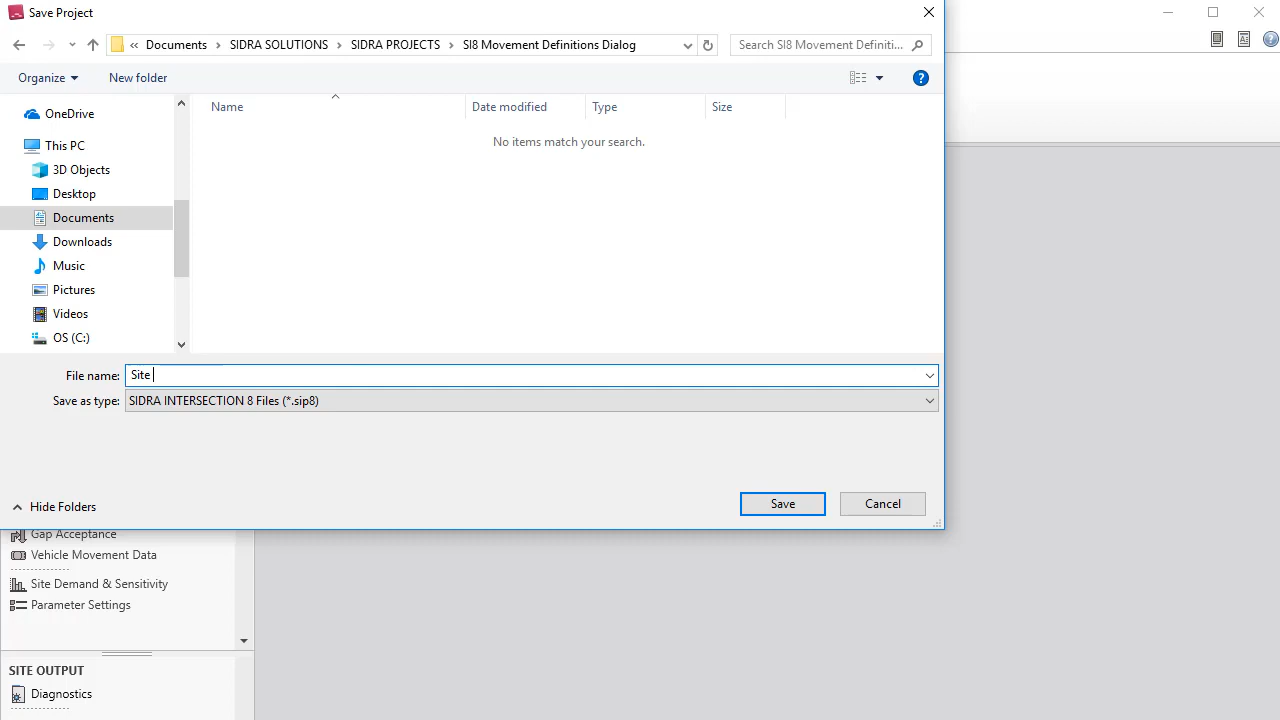 Save Project
« Documents › SIDRA SOLUTIONS › SIDRA PROJECTS › SI8 Movement Definitions Dialog
Search SI8 Movement Definiti...
Organize
New folder
Name
Date modified
Type
Size
No items match your search.
OneDrive
This PC
3D Objects
Desktop
Documents
Downloads
Music
Pictures
Videos
OS (C:)
File name: Site
Save as type: SIDRA INTERSECTION 8 Files (*.sip8)
Hide Folders
Save
Cancel
Gap Acceptance
Vehicle Movement Data
Site Demand & Sensitivity
Parameter Settings
SITE OUTPUT
Diagnostics